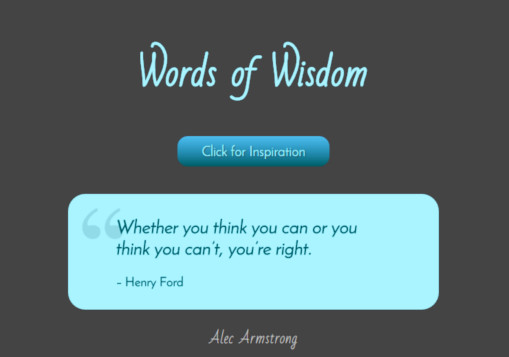 Words of Wisdom
Click for Inspiration
“Whether you think you can or you
think you can't, you're right.
– Henry Ford
Alec Armstrong